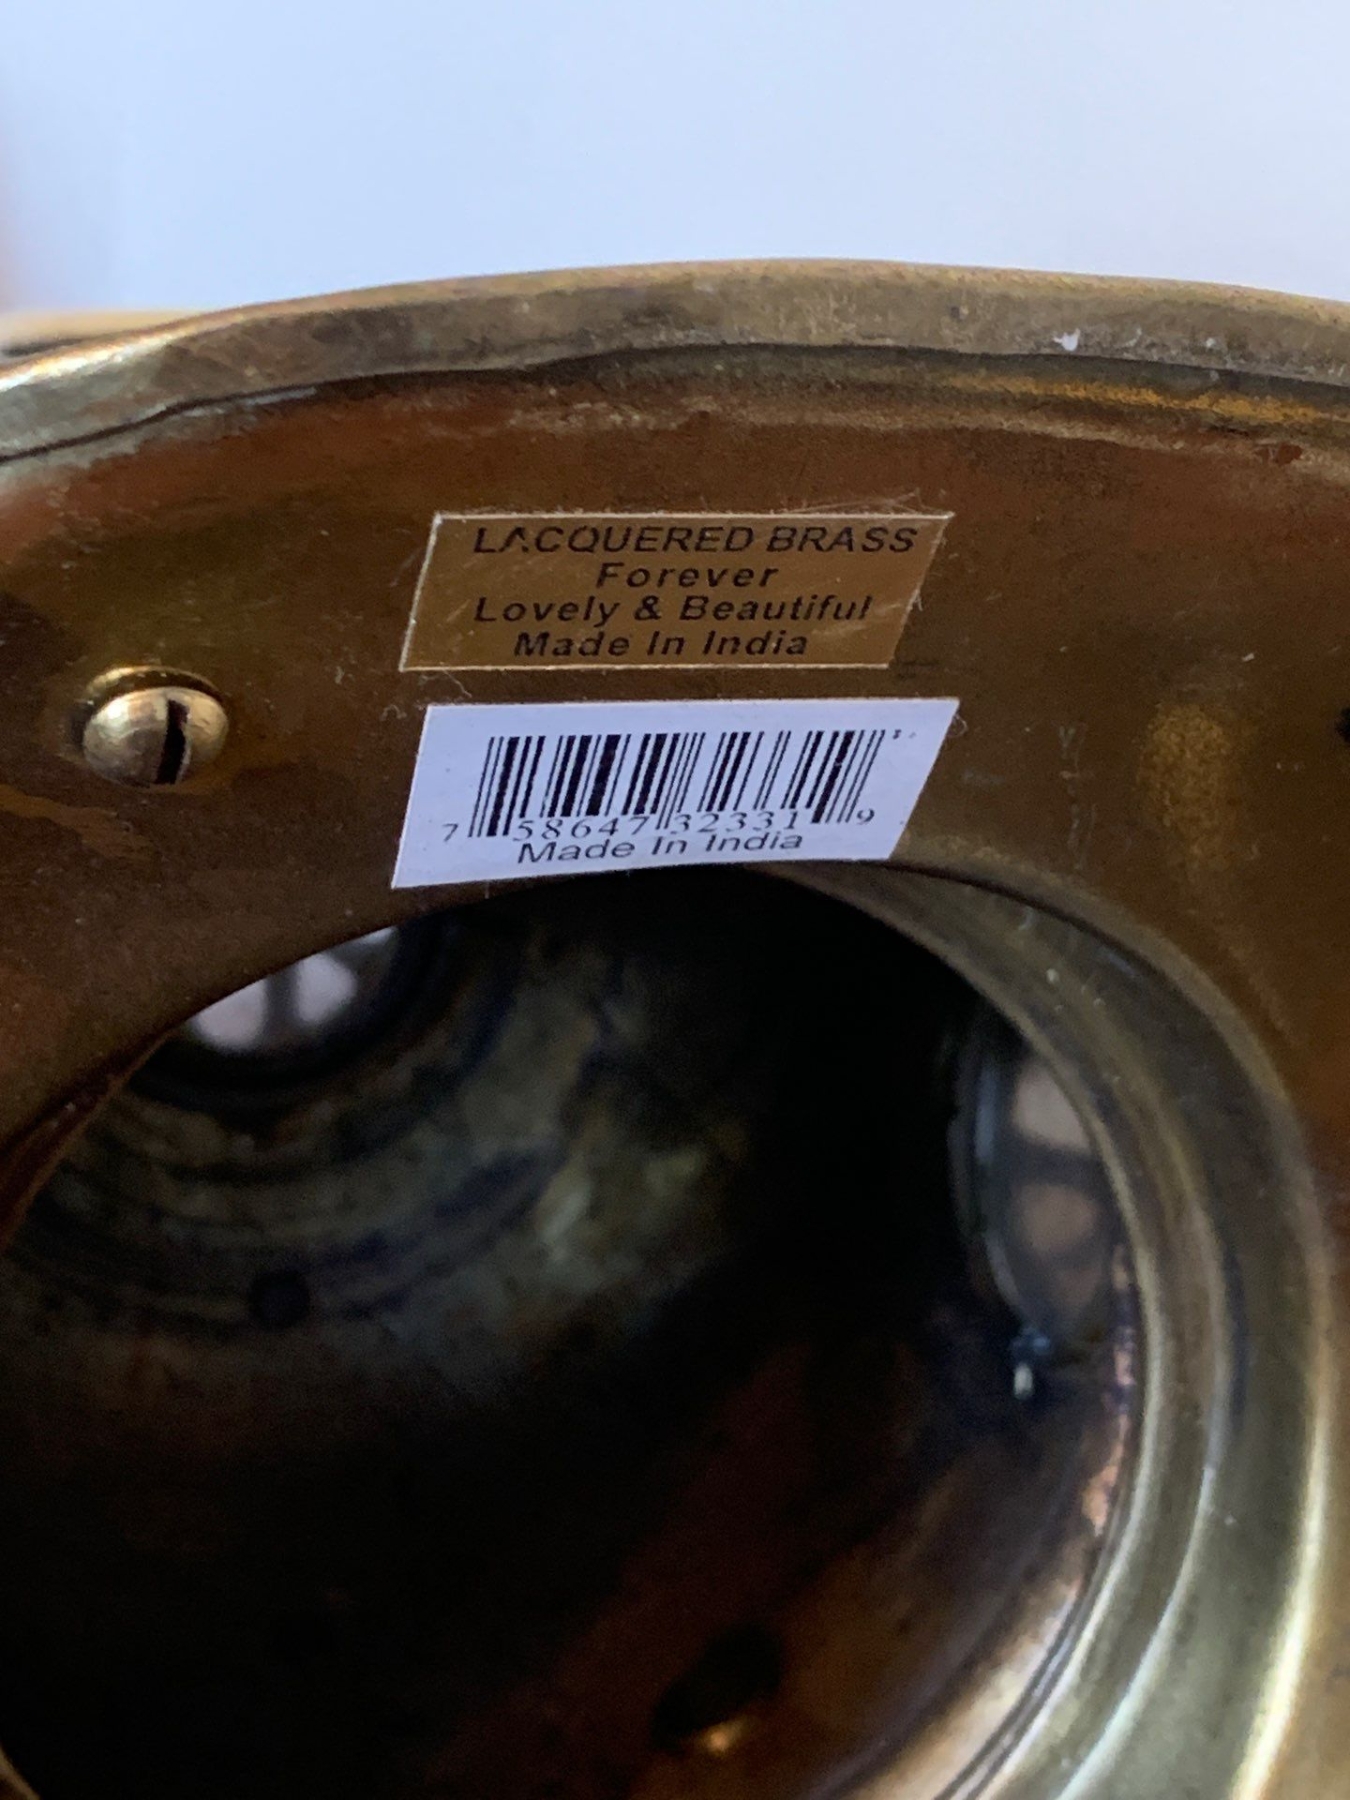 LACQUERED BRASS
Forever
Lovely & Beautiful
Made In India
7 58647 32331 9
Made In India